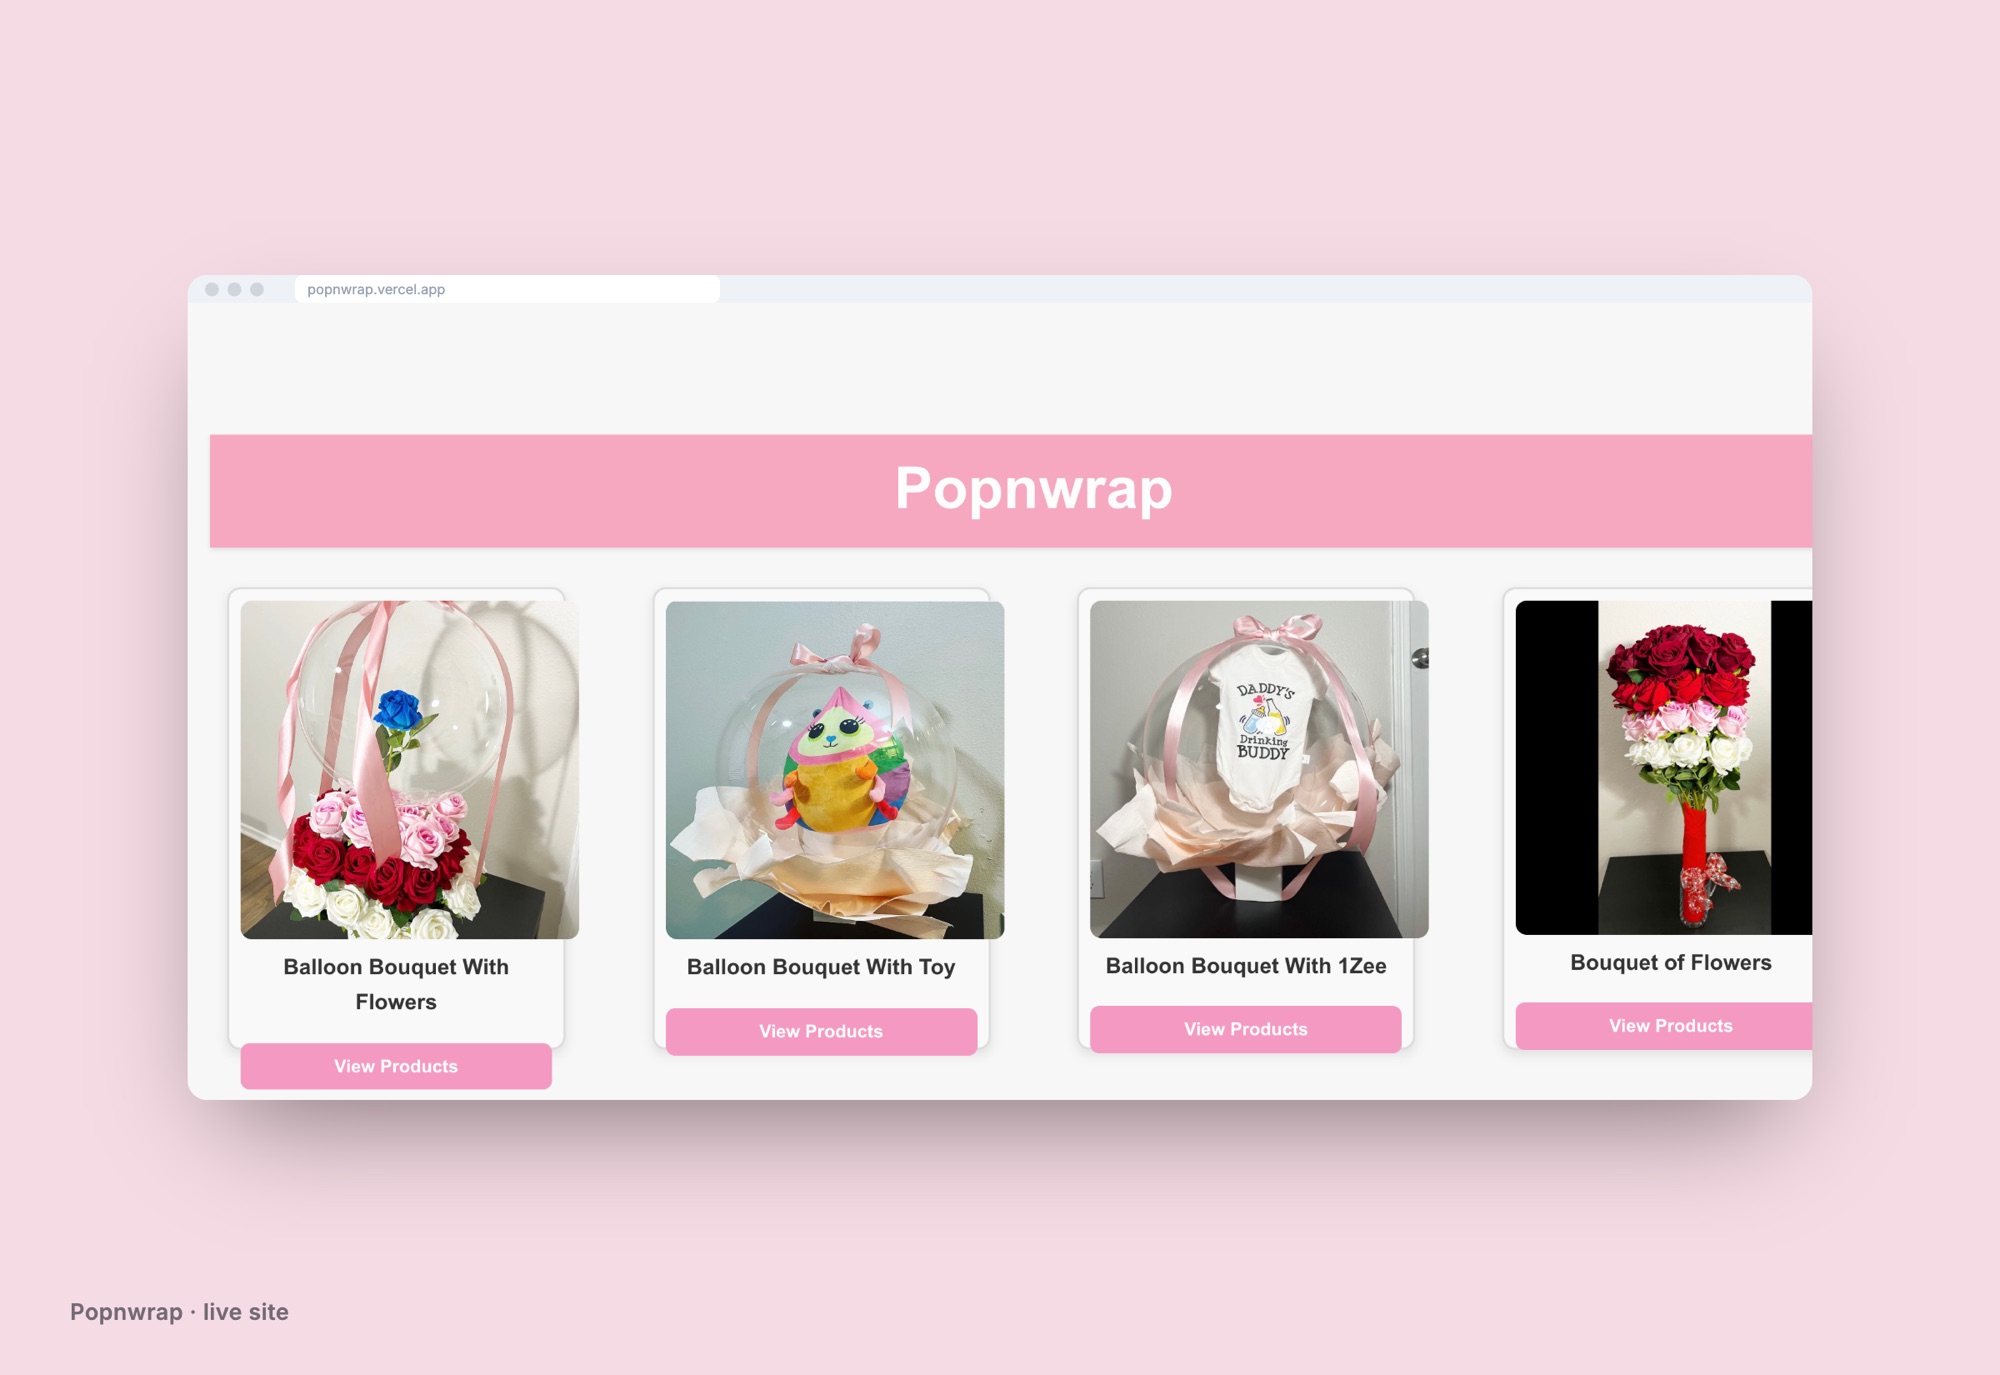 popnwrap.vercel.app
Popnwrap
DADDY'S
Drinking
BUDDY
Balloon Bouquet With
Flowers
Balloon Bouquet With Toy
Balloon Bouquet With 1Zee
Bouquet of Flowers
View Products
View Products
View Products
View Products
Popnwrap · live site